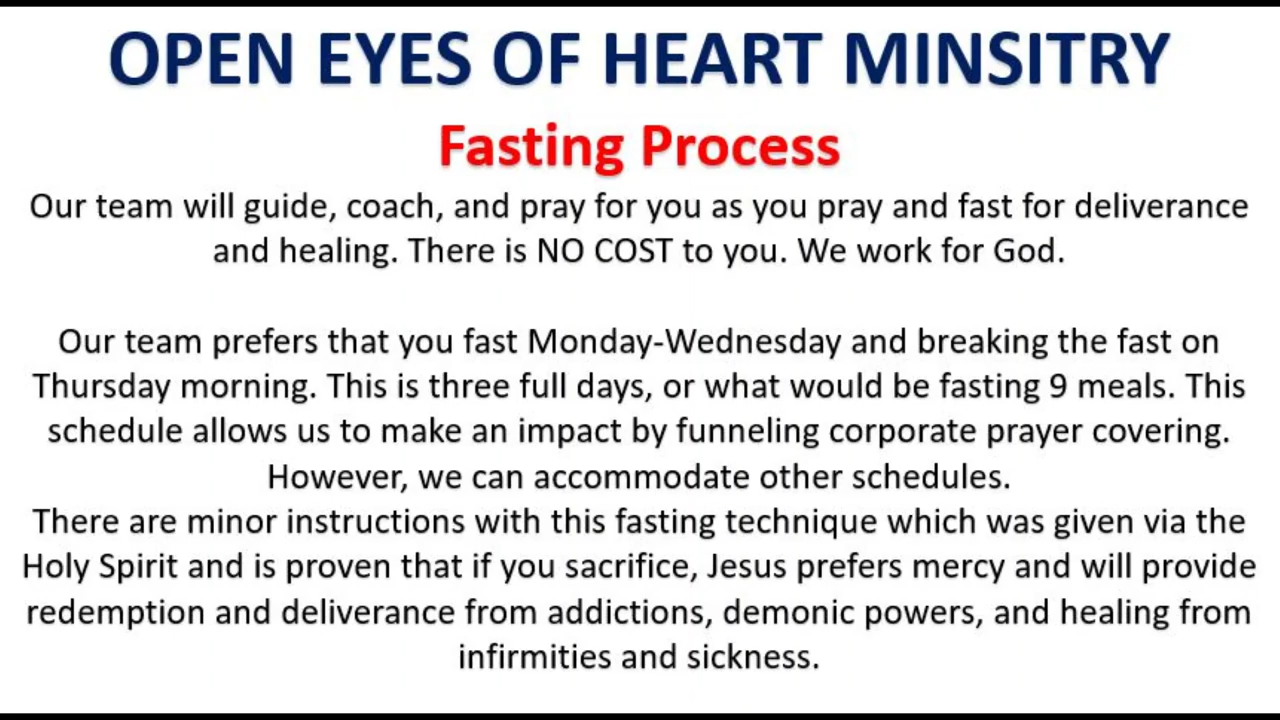 OPEN EYES OF HEART MINSITRY
Fasting Process
Our team will guide, coach, and pray for you as you pray and fast for deliverance
and healing. There is NO COST to you. We work for God.
Our team prefers that you fast Monday-Wednesday and breaking the fast on
Thursday morning. This is three full days, or what would be fasting 9 meals. This
schedule allows us to make an impact by funneling corporate prayer covering.
However, we can accommodate other schedules.
There are minor instructions with this fasting technique which was given via the
Holy Spirit and is proven that if you sacrifice, Jesus prefers mercy and will provide
redemption and deliverance from addictions, demonic powers, and healing from
infirmities and sickness.